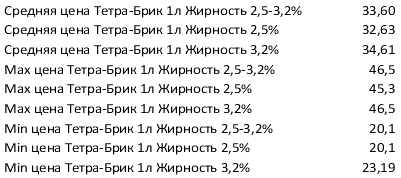 Средняя цена Тетра-Брик 1л Жирность 2,5-3,2% 33,60
Средняя цена Тетра-Брик 1л Жирность 2,5% 32,63
Средняя цена Тетра-Брик 1л Жирность 3,2% 34,61
Max цена Тетра-Брик 1л Жирность 2,5-3,2% 46,5
Max цена Тетра-Брик 1л Жирность 2,5% 45,3
Max цена Тетра-Брик 1л Жирность 3,2% 46,5
Min цена Тетра-Брик 1л Жирность 2,5-3,2% 20,1
Min цена Тетра-Брик 1л Жирность 2,5% 20,1
Min цена Тетра-Брик 1л Жирность 3,2% 23,19